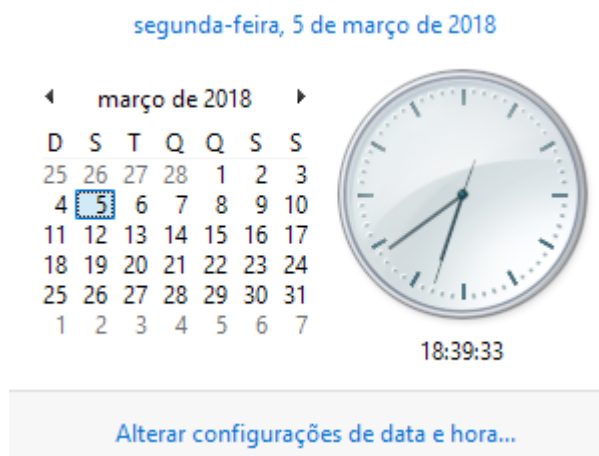 segunda-feira, 5 de março de 2018
março de 2018
D S T Q Q S S
25 26 27 28 1 2 3
4 5 6 7 8 9 10
11 12 13 14 15 16 17
18 19 20 21 22 23 24
25 26 27 28 29 30 31
1 2 3 4 5 6 7
18:39:33
Alterar configurações de data e hora...